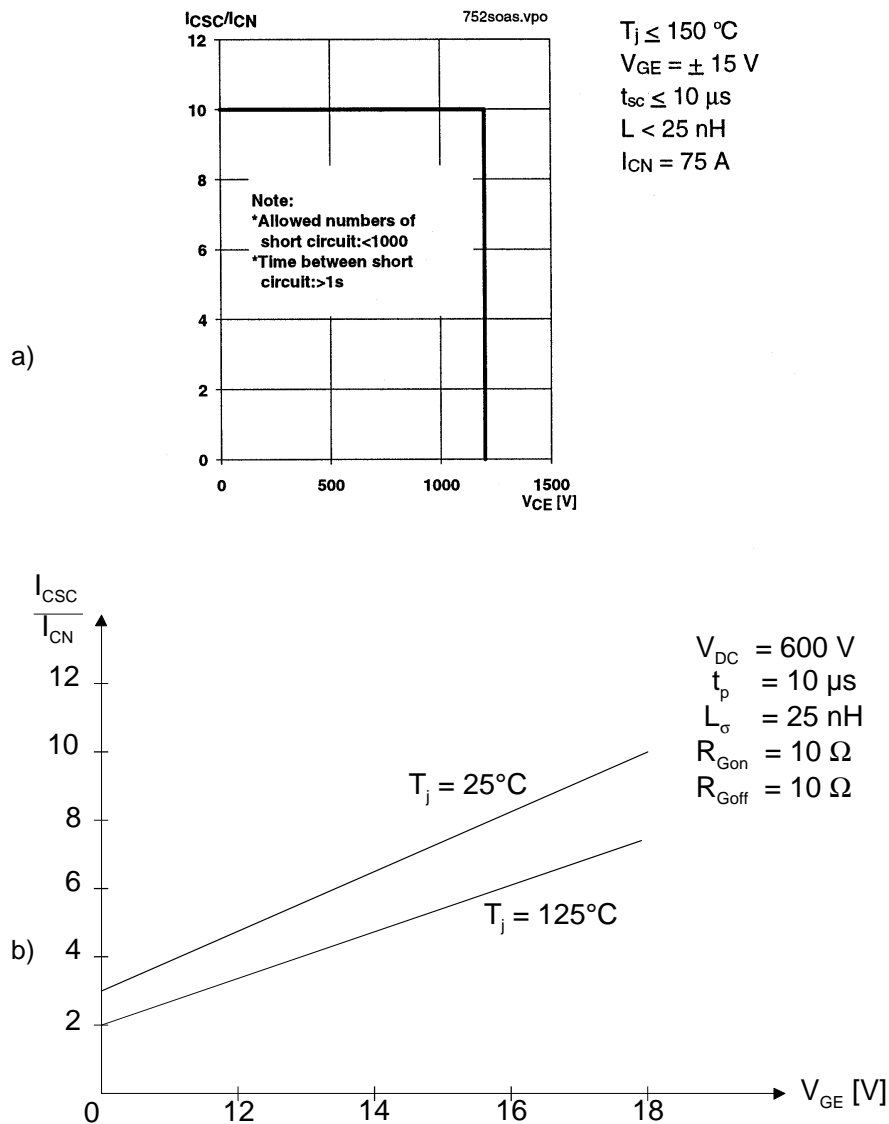 ICSC/ICN
752soas.vpo
12
10
8
6
4
2
0
Note:
*Allowed numbers of
short circuit:<1000
*Time between short
circuit:>1s
0 500 1000 1500
VCE [V]
Tj ≤ 150 °C
VGE = ± 15 V
tsc ≤ 10 µs
L < 25 nH
ICN = 75 A
a)
ICSC
ICN
12
10
8
6
4
2
Tj = 25°C
Tj = 125°C
VDC = 600 V
tp = 10 µs
Lσ = 25 nH
RGon = 10 Ω
RGoff = 10 Ω
b)
0 12 14 16 18
VGE [V]